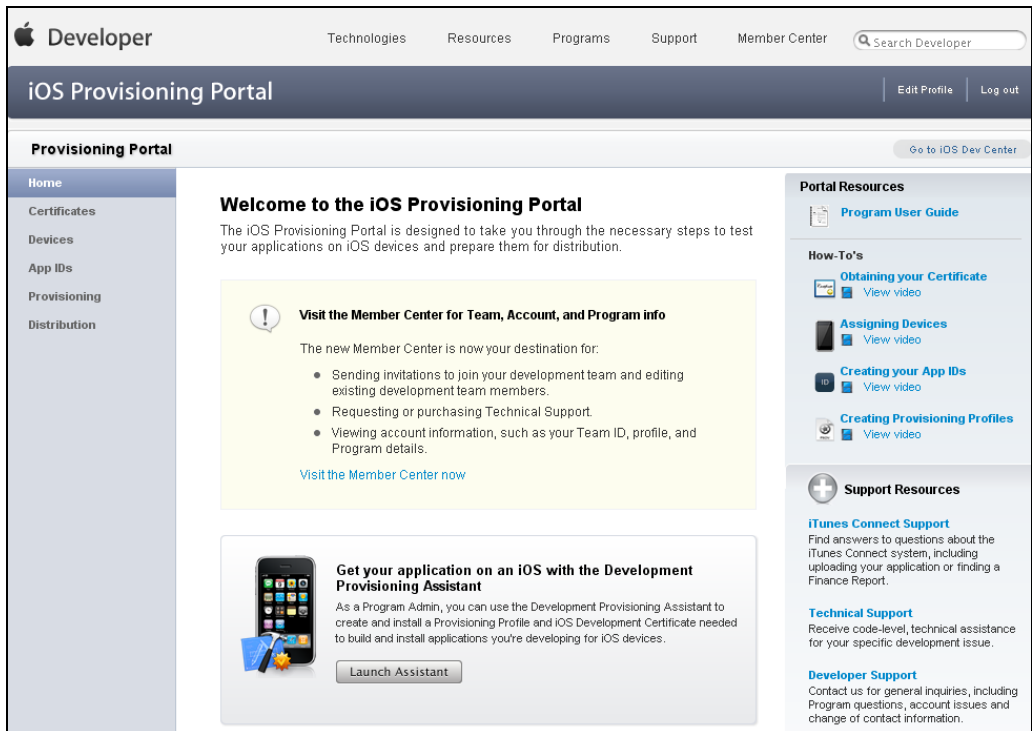 Developer
Technologies
Resources
Programs
Support
Member Center
Search Developer
iOS Provisioning Portal
Edit Profile
Log out
Provisioning Portal
Go to iOS Dev Center
Home
Certificates
Devices
App IDs
Provisioning
Distribution
Welcome to the iOS Provisioning Portal
The iOS Provisioning Portal is designed to take you through the necessary steps to test
your applications on iOS devices and prepare them for distribution.
Visit the Member Center for Team, Account, and Program info
The new Member Center is now your destination for:
Sending invitations to join your development team and editing
existing development team members.
Requesting or purchasing Technical Support.
Viewing account information, such as your Team ID, profile, and
Program details.
Visit the Member Center now
Get your application on an iOS with the Development
Provisioning Assistant
As a Program Admin, you can use the Development Provisioning Assistant to
create and install a Provisioning Profile and iOS Development Certificate needed
to build and install applications you're developing for iOS devices.
Launch Assistant
Portal Resources
Program User Guide
How-To's
Obtaining your Certificate
View video
Assigning Devices
View video
ID
Creating your App IDs
View video
Creating Provisioning Profiles
View video
Support Resources
iTunes Connect Support
Find answers to questions about the
iTunes Connect system, including
uploading your application or finding a
Finance Report.
Technical Support
Receive code-level, technical assistance
for your specific development issue.
Developer Support
Contact us for general inquiries, including
Program questions, account issues and
change of contact information.